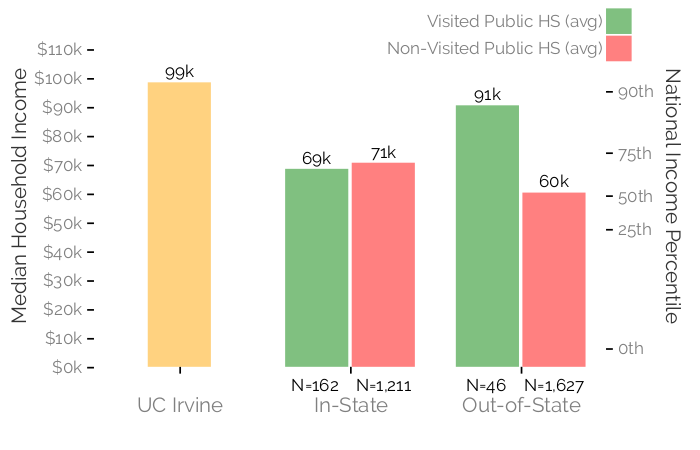 Visited Public HS (avg)
Non-Visited Public HS (avg)
Median Household Income
$110k
$100k
$90k
$80k
$70k
$60k
$50k
$40k
$30k
$20k
$10k
$0k
99k
69k
71k
91k
60k
90th
75th
50th
25th
0th
National Income Percentile
N=162 N=1,211 N=46 N=1,627
UC Irvine In-State Out-of-State